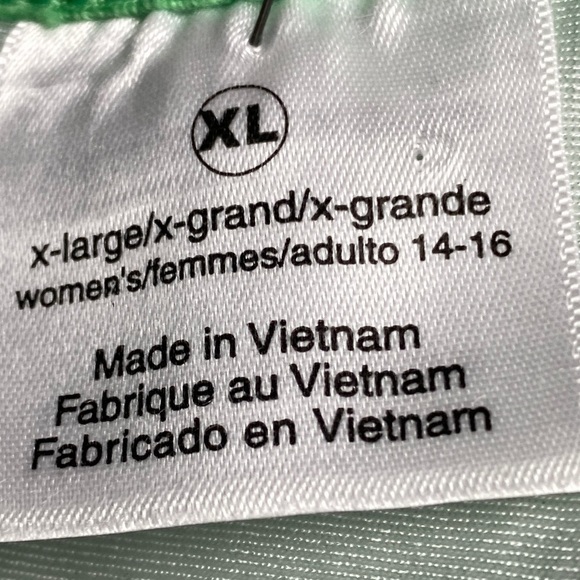 XL
x-large/x-grand/x-grande
women's/femmes/adulto 14-16
Made in Vietnam
Fabrique au Vietnam
Fabricado en Vietnam